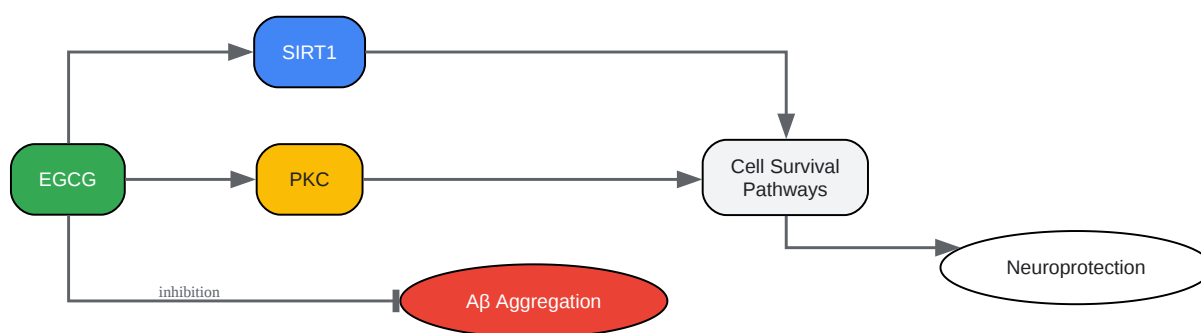 SIRT1
EGCG
PKC
Cell Survival
Pathways
Neuroprotection
inhibition
Aβ Aggregation